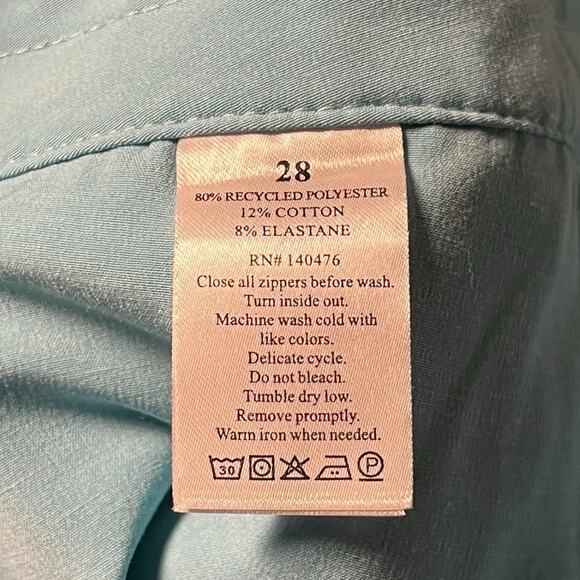 28
80% RECYCLED POLYESTER
12% COTTON
8% ELASTANE
RN# 140476
Close all zippers before wash.
Turn inside out.
Machine wash cold with
like colors.
Delicate cycle.
Do not bleach.
Tumble dry low.
Remove promptly.
Warm iron when needed.
30 P